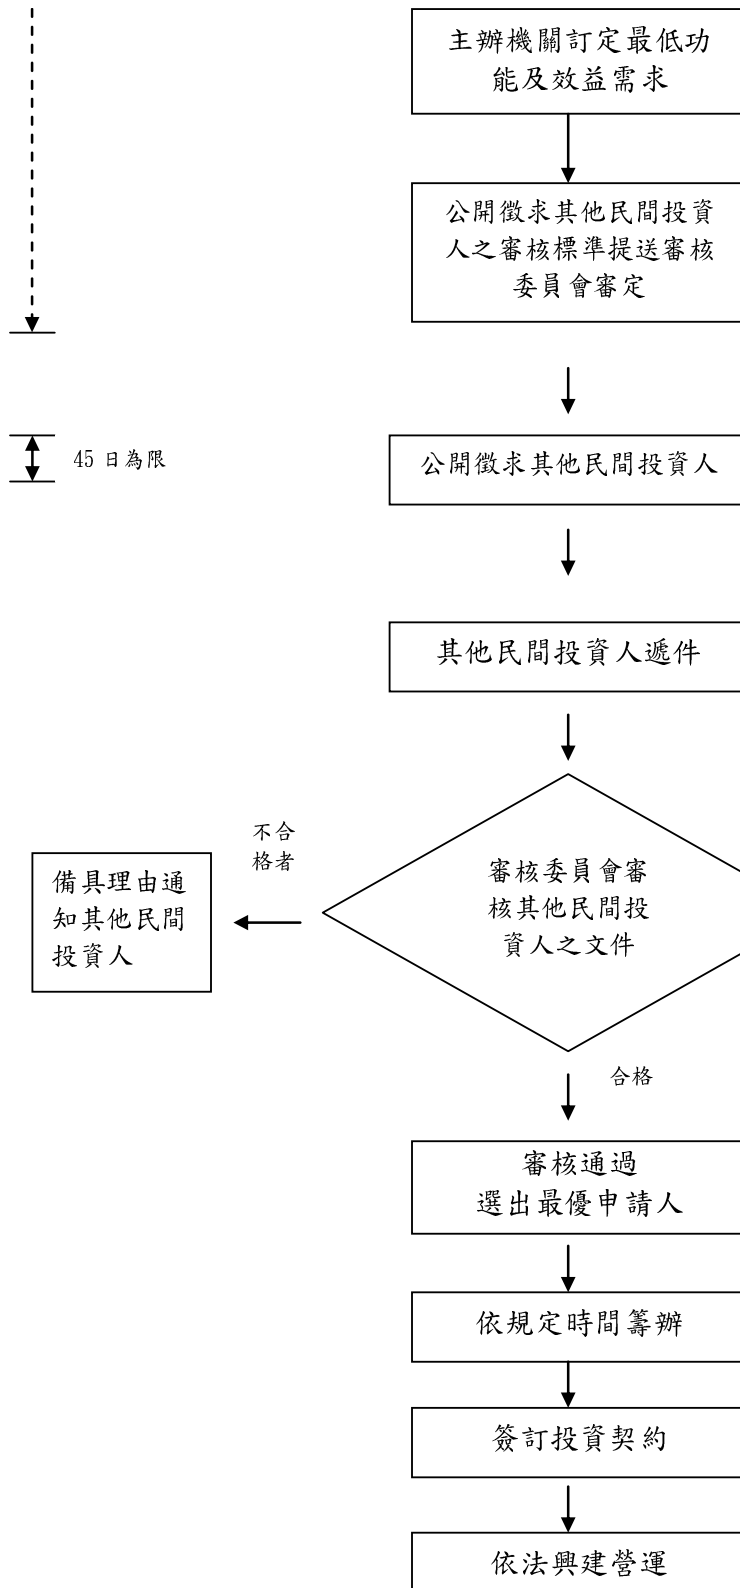 主辦機關訂定最低功
能及效益需求
公開徵求其他民間投資
人之審核標準提送審核
委員會審定
45 日為限
公開徵求其他民間投資人
其他民間投資人遞件
不合
格者
備具理由通
知其他民間
投資人
審核委員會審
核其他民間投
資人之文件
合格
審核通過
選出最優申請人
依規定時間籌辦
簽訂投資契約
依法興建營運